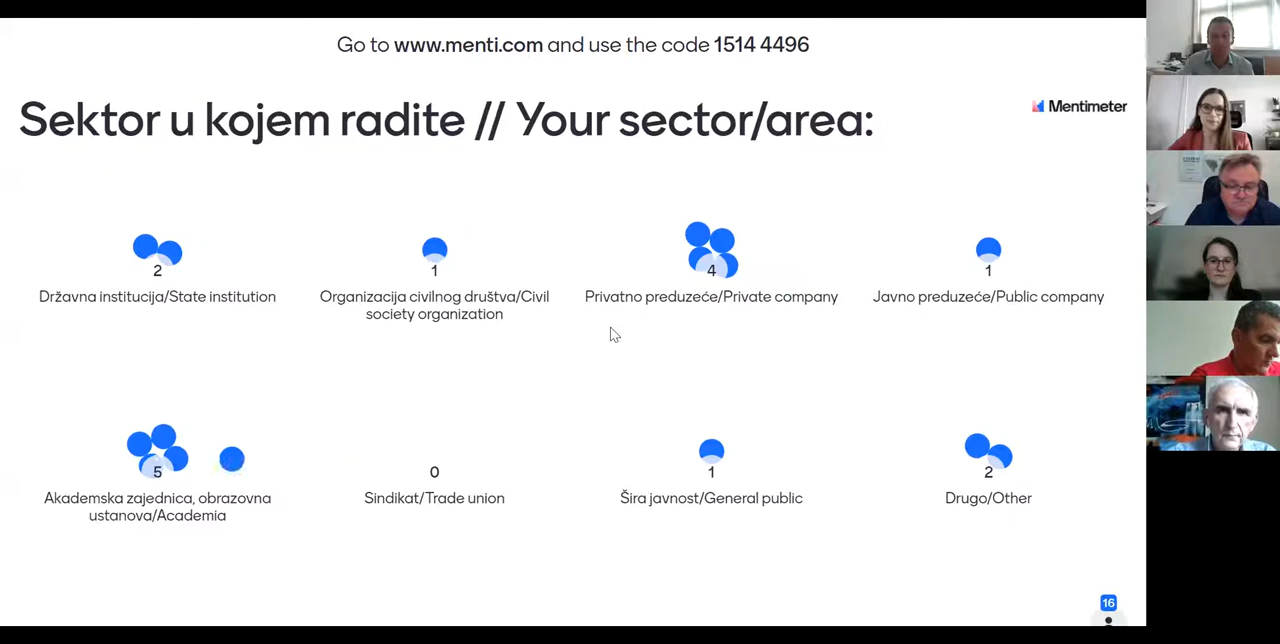 Go to www.menti.com and use the code 1514 4496
Sektor u kojem radite // Your sector/area:
Mentimeter
2
1
4
1
Državna institucija/State institution
Organizacija civilnog društva/Civil
society organization
Privatno preduzeće/Private company
Javno preduzeće/Public company
5
0
1
2
Akademska zajednica, obrazovna
ustanova/Academia
Sindikat/Trade union
Šira javnost/General public
Drugo/Other
16